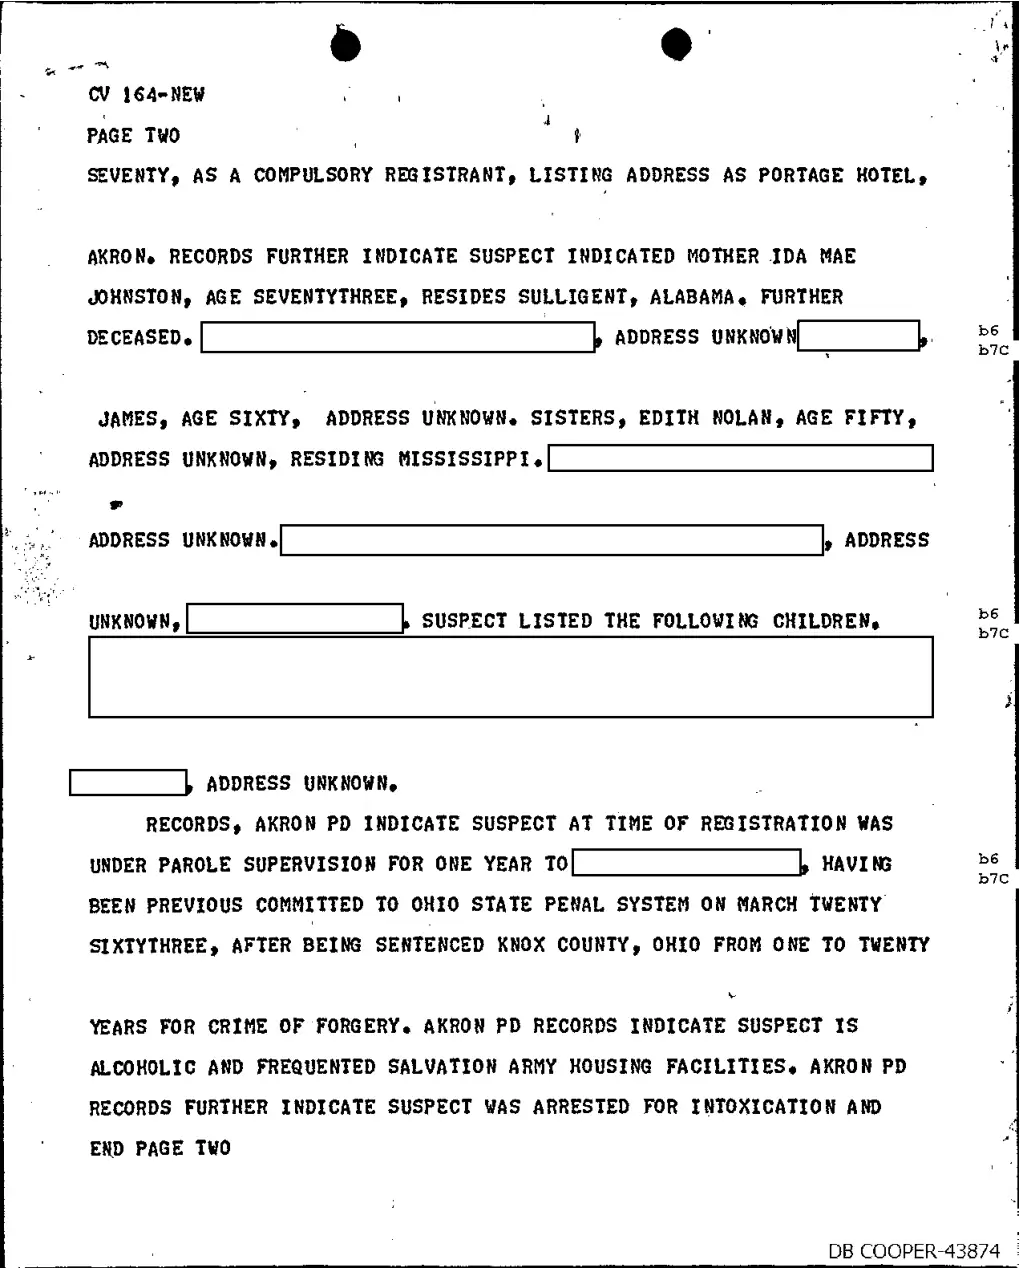 CV 164-NEW
PAGE TWO
SEVENTY, AS A COMPULSORY REGISTRANT, LISTING ADDRESS AS PORTAGE HOTEL,
AKRON. RECORDS FURTHER INDICATE SUSPECT INDICATED MOTHER IDA MAE
JOHNSTON, AGE SEVENTYTHREE, RESIDES SULLIGENT, ALABAMA. FURTHER
DECEASED. , ADDRESS UNKNOWN , b6
b7C
JAMES, AGE SIXTY, ADDRESS UNKNOWN. SISTERS, EDITH NOLAN, AGE FIFTY,
ADDRESS UNKNOWN, RESIDING MISSISSIPPI.
ADDRESS UNKNOWN. , ADDRESS
UNKNOWN, . SUSPECT LISTED THE FOLLOWING CHILDREN. b6
b7C
, ADDRESS UNKNOWN.
RECORDS, AKRON PD INDICATE SUSPECT AT TIME OF REGISTRATION WAS
UNDER PAROLE SUPERVISION FOR ONE YEAR TO , HAVING b6
b7C
BEEN PREVIOUS COMMITTED TO OHIO STATE PENAL SYSTEM ON MARCH TWENTY
SIXTYTHREE, AFTER BEING SENTENCED KNOX COUNTY, OHIO FROM ONE TO TWENTY
YEARS FOR CRIME OF FORGERY. AKRON PD RECORDS INDICATE SUSPECT IS
ALCOHOLIC AND FREQUENTED SALVATION ARMY HOUSING FACILITIES. AKRON PD
RECORDS FURTHER INDICATE SUSPECT WAS ARRESTED FOR INTOXICATION AND
END PAGE TWO
DB COOPER-43874